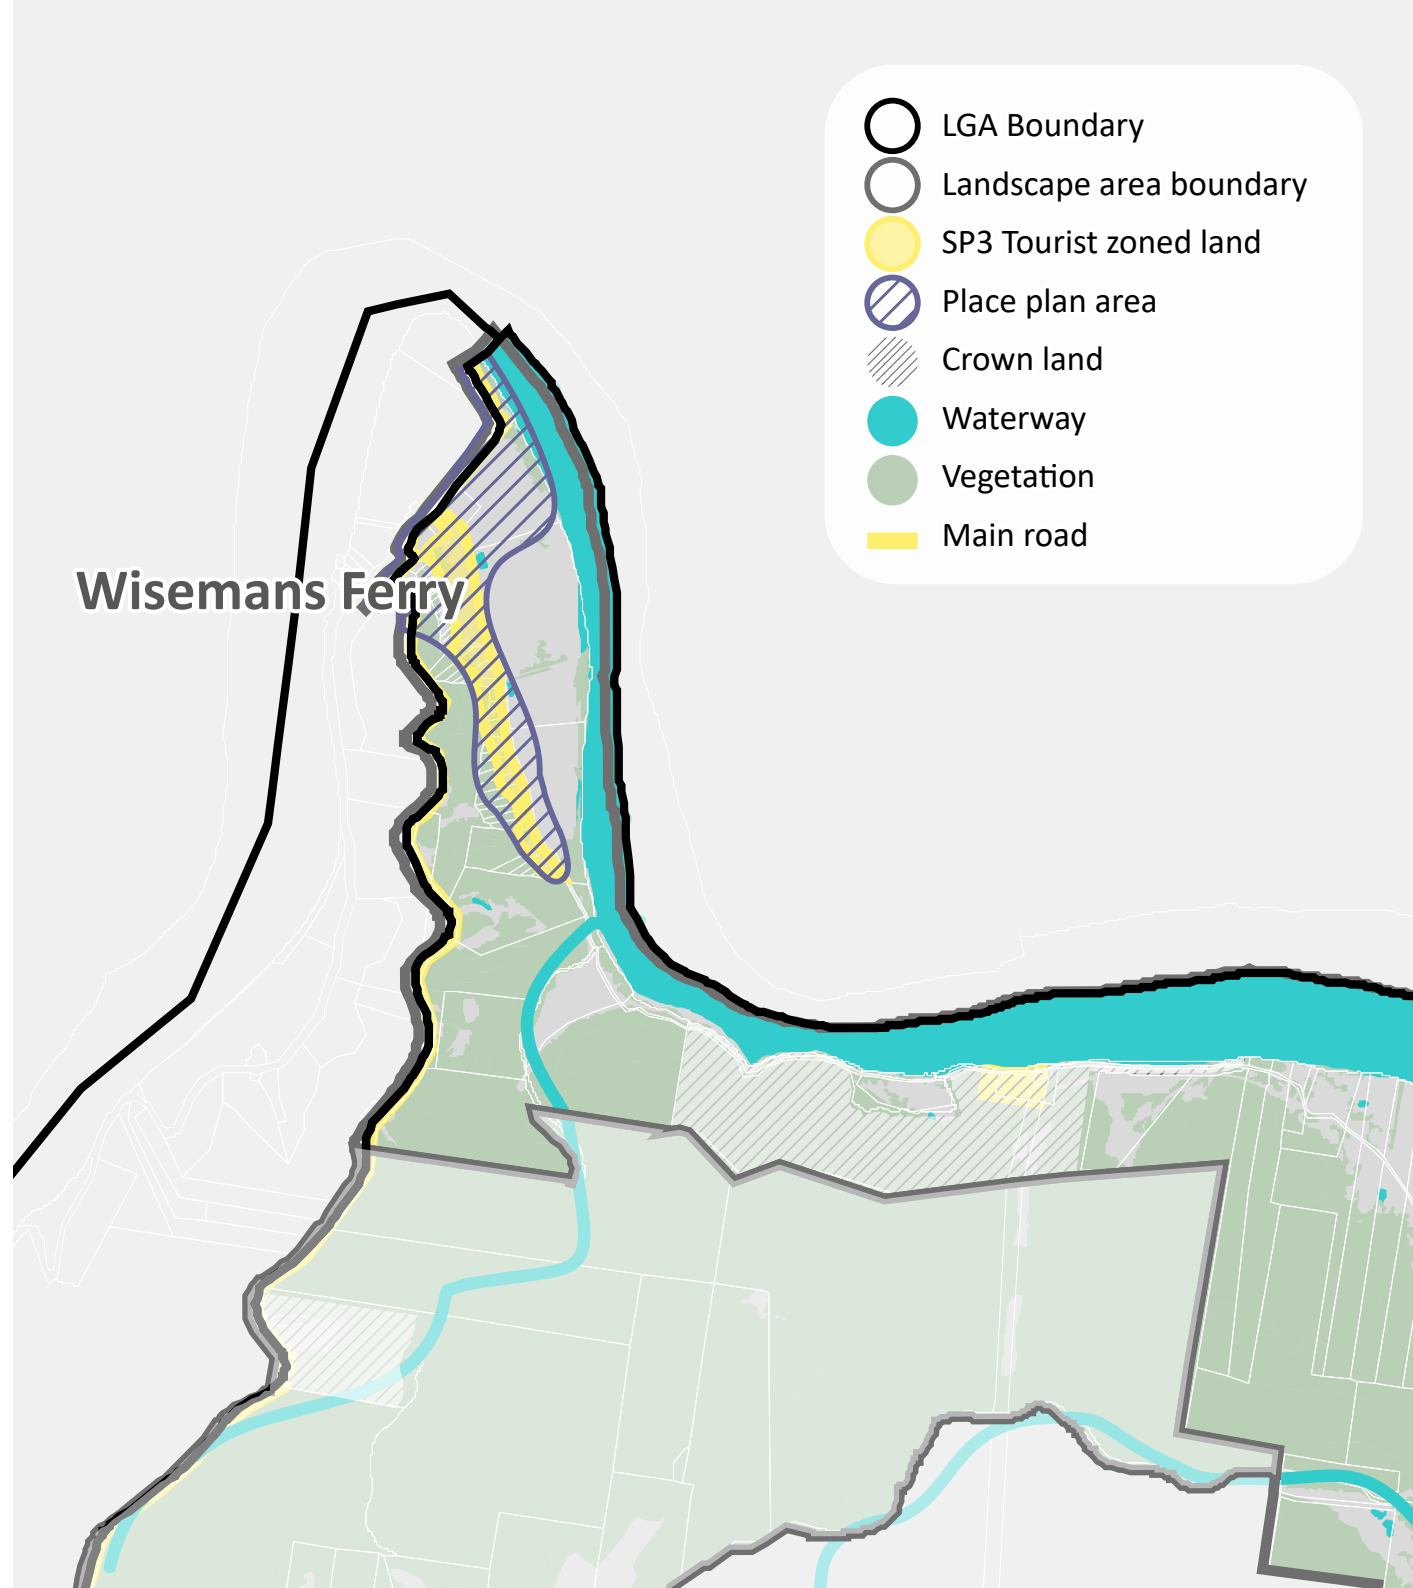 LGA Boundary
Landscape area boundary
SP3 Tourist zoned land
Place plan area
Crown land
Waterway
Vegetation
Main road
Wisemans Ferry